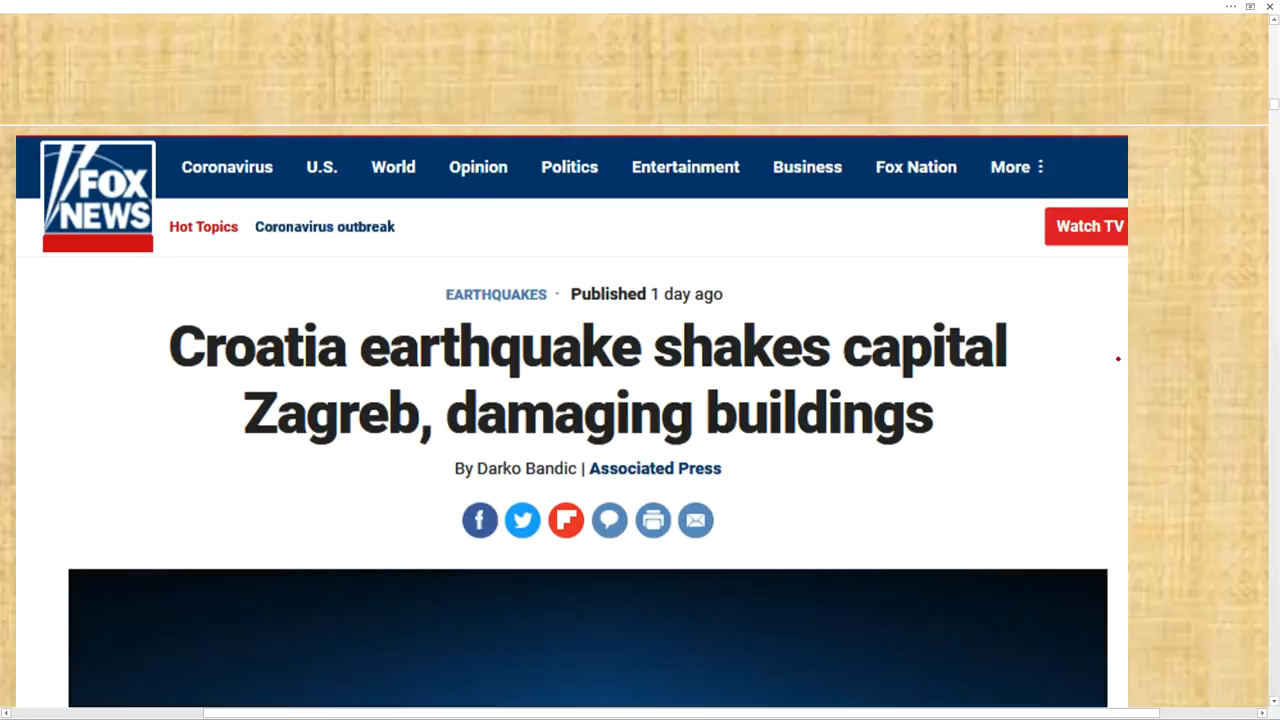 FOX
NEWS
Coronavirus U.S. World Opinion Politics Entertainment Business Fox Nation More
Hot Topics Coronavirus outbreak Watch TV
EARTHQUAKES · Published 1 day ago
Croatia earthquake shakes capital
Zagreb, damaging buildings
By Darko Bandic | Associated Press